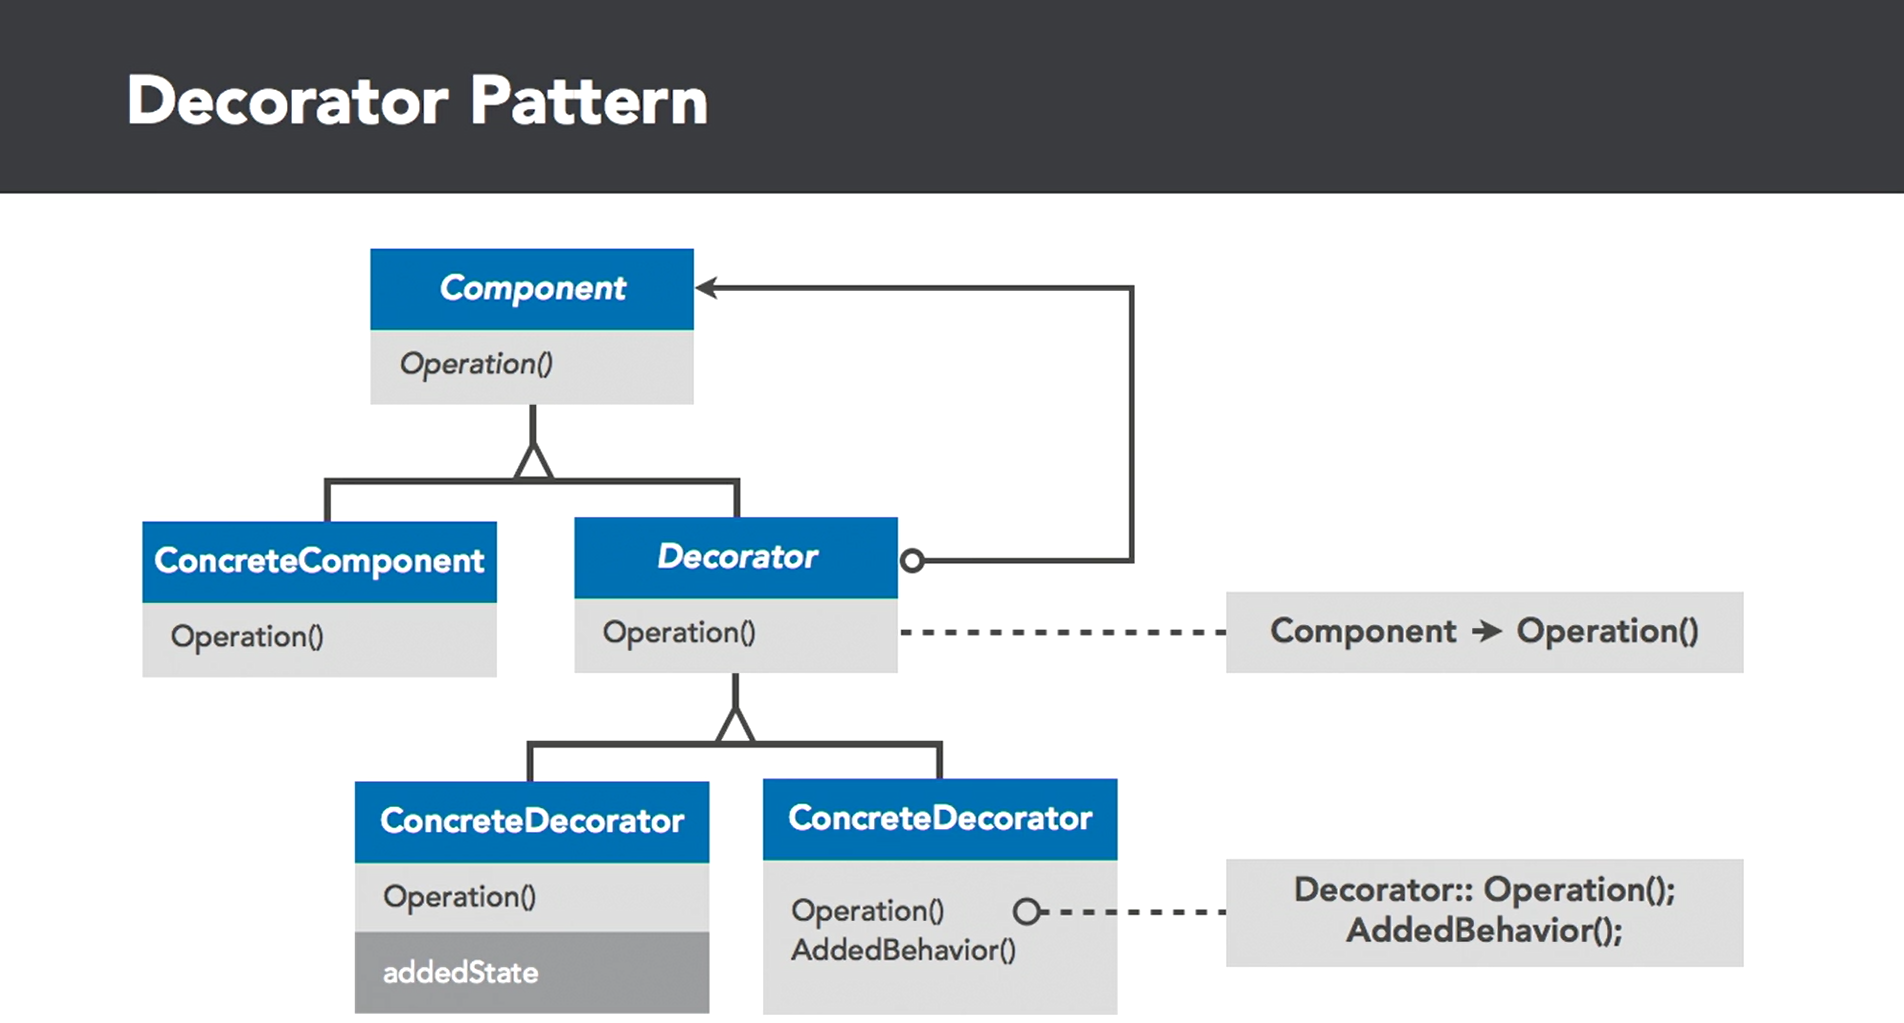 Decorator Pattern
Component
Operation()
ConcreteComponent
Operation()
Decorator
Operation()
Component → Operation()
ConcreteDecorator
Operation()
addedState
ConcreteDecorator
Operation()
AddedBehavior()
Decorator:: Operation();
AddedBehavior();